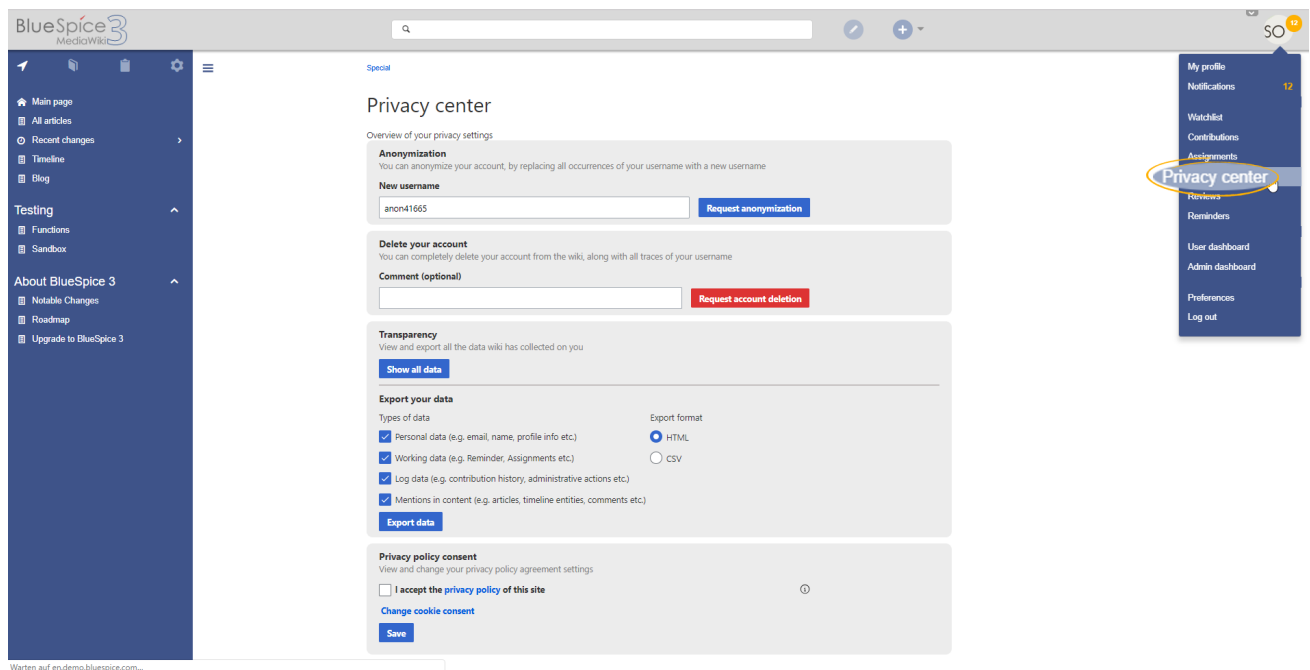 BlueSpice 3
MediaWiki
SO
12
Main page
All articles
Recent changes
Timeline
Blog
Testing
Functions
Sandbox
About BlueSpice 3
Notable Changes
Roadmap
Upgrade to BlueSpice 3
Special
Privacy center
Overview of your privacy settings
Anonymization
You can anonymize your account, by replacing all occurrences of your username with a new username
New username
anon41665
Request anonymization
Delete your account
You can completely delete your account from the wiki, along with all traces of your username
Comment (optional)
Request account deletion
Transparency
View and export all the data wiki has collected on you
Show all data
Export your data
Types of data
Export format
Personal data (e.g. email, name, profile info etc.)
HTML
Working data (e.g. Reminder, Assignments etc.)
CSV
Log data (e.g. contribution history, administrative actions etc.)
Mentions in content (e.g. articles, timeline entities, comments etc.)
Export data
Privacy policy consent
View and change your privacy policy agreement settings
I accept the privacy policy of this site
Change cookie consent
Save
My profile
Notifications 12
Watchlist
Contributions
Assignments
Privacy center
Reviews
Reminders
User dashboard
Admin dashboard
Preferences
Log out
Warten auf en.demo.bluespice.com...